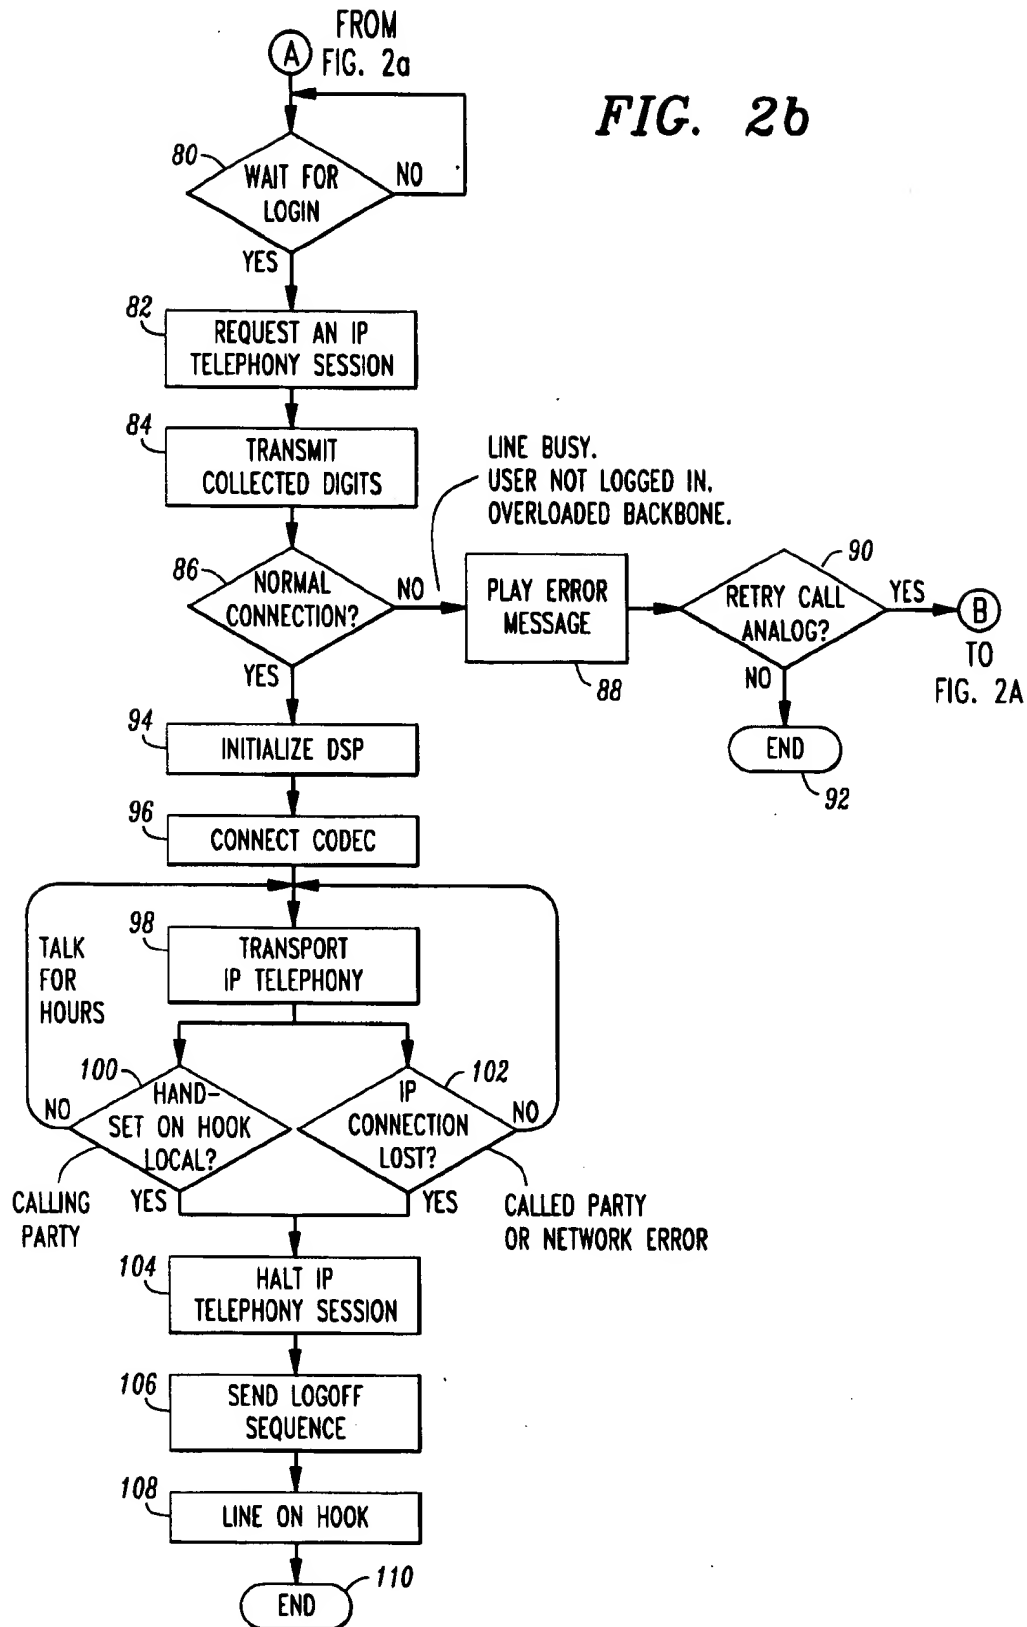 FROM
A
FIG. 2a
FIG. 2b
80
WAIT FOR
LOGIN
NO
YES
82
REQUEST AN IP
TELEPHONY SESSION
84
TRANSMIT
COLLECTED DIGITS
LINE BUSY.
USER NOT LOGGED IN.
OVERLOADED BACKBONE.
86
NORMAL
CONNECTION?
NO
YES
PLAY ERROR
MESSAGE
88
90
RETRY CALL
ANALOG?
YES
B
TO
FIG. 2A
NO
END
92
94
INITIALIZE DSP
96
CONNECT CODEC
98
TRANSPORT
IP TELEPHONY
TALK
FOR
HOURS
100
HAND-
SET ON HOOK
LOCAL?
NO
YES
CALLING
PARTY
102
IP
CONNECTION
LOST?
NO
YES
CALLED PARTY
OR NETWORK ERROR
104
HALT IP
TELEPHONY SESSION
106
SEND LOGOFF
SEQUENCE
108
LINE ON HOOK
110
END